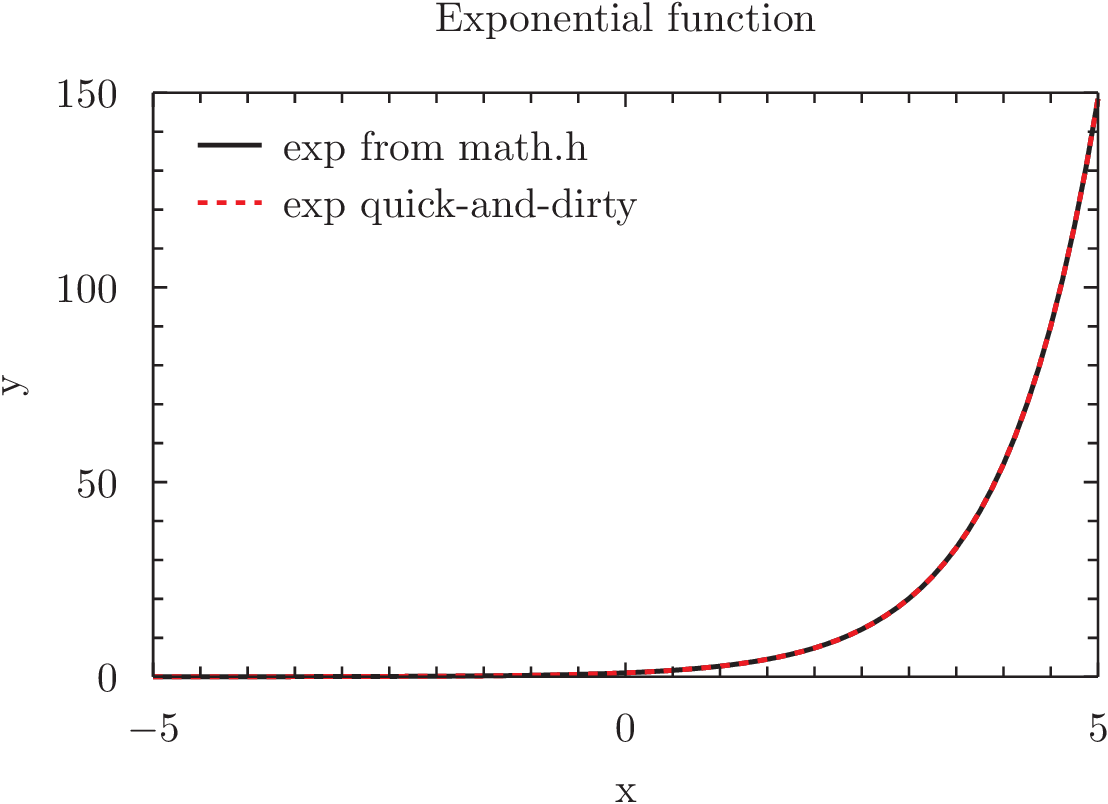 Exponential function
150
exp from math.h
exp quick-and-dirty
100
y
50
0
−5
0
5
x